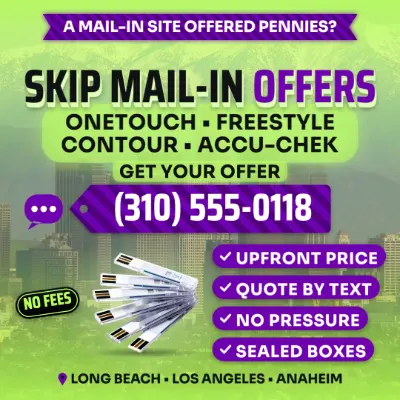 A MAIL-IN SITE OFFERED PENNIES?
SKIP MAIL-IN OFFERS
ONETOUCH ▪ FREESTYLE
CONTOUR ▪ ACCU-CHEK
GET YOUR OFFER
(310) 555-0118
✓ UPFRONT PRICE
✓ QUOTE BY TEXT
NO FEES
✓ NO PRESSURE
✓ SEALED BOXES
LONG BEACH ▪ LOS ANGELES ▪ ANAHEIM